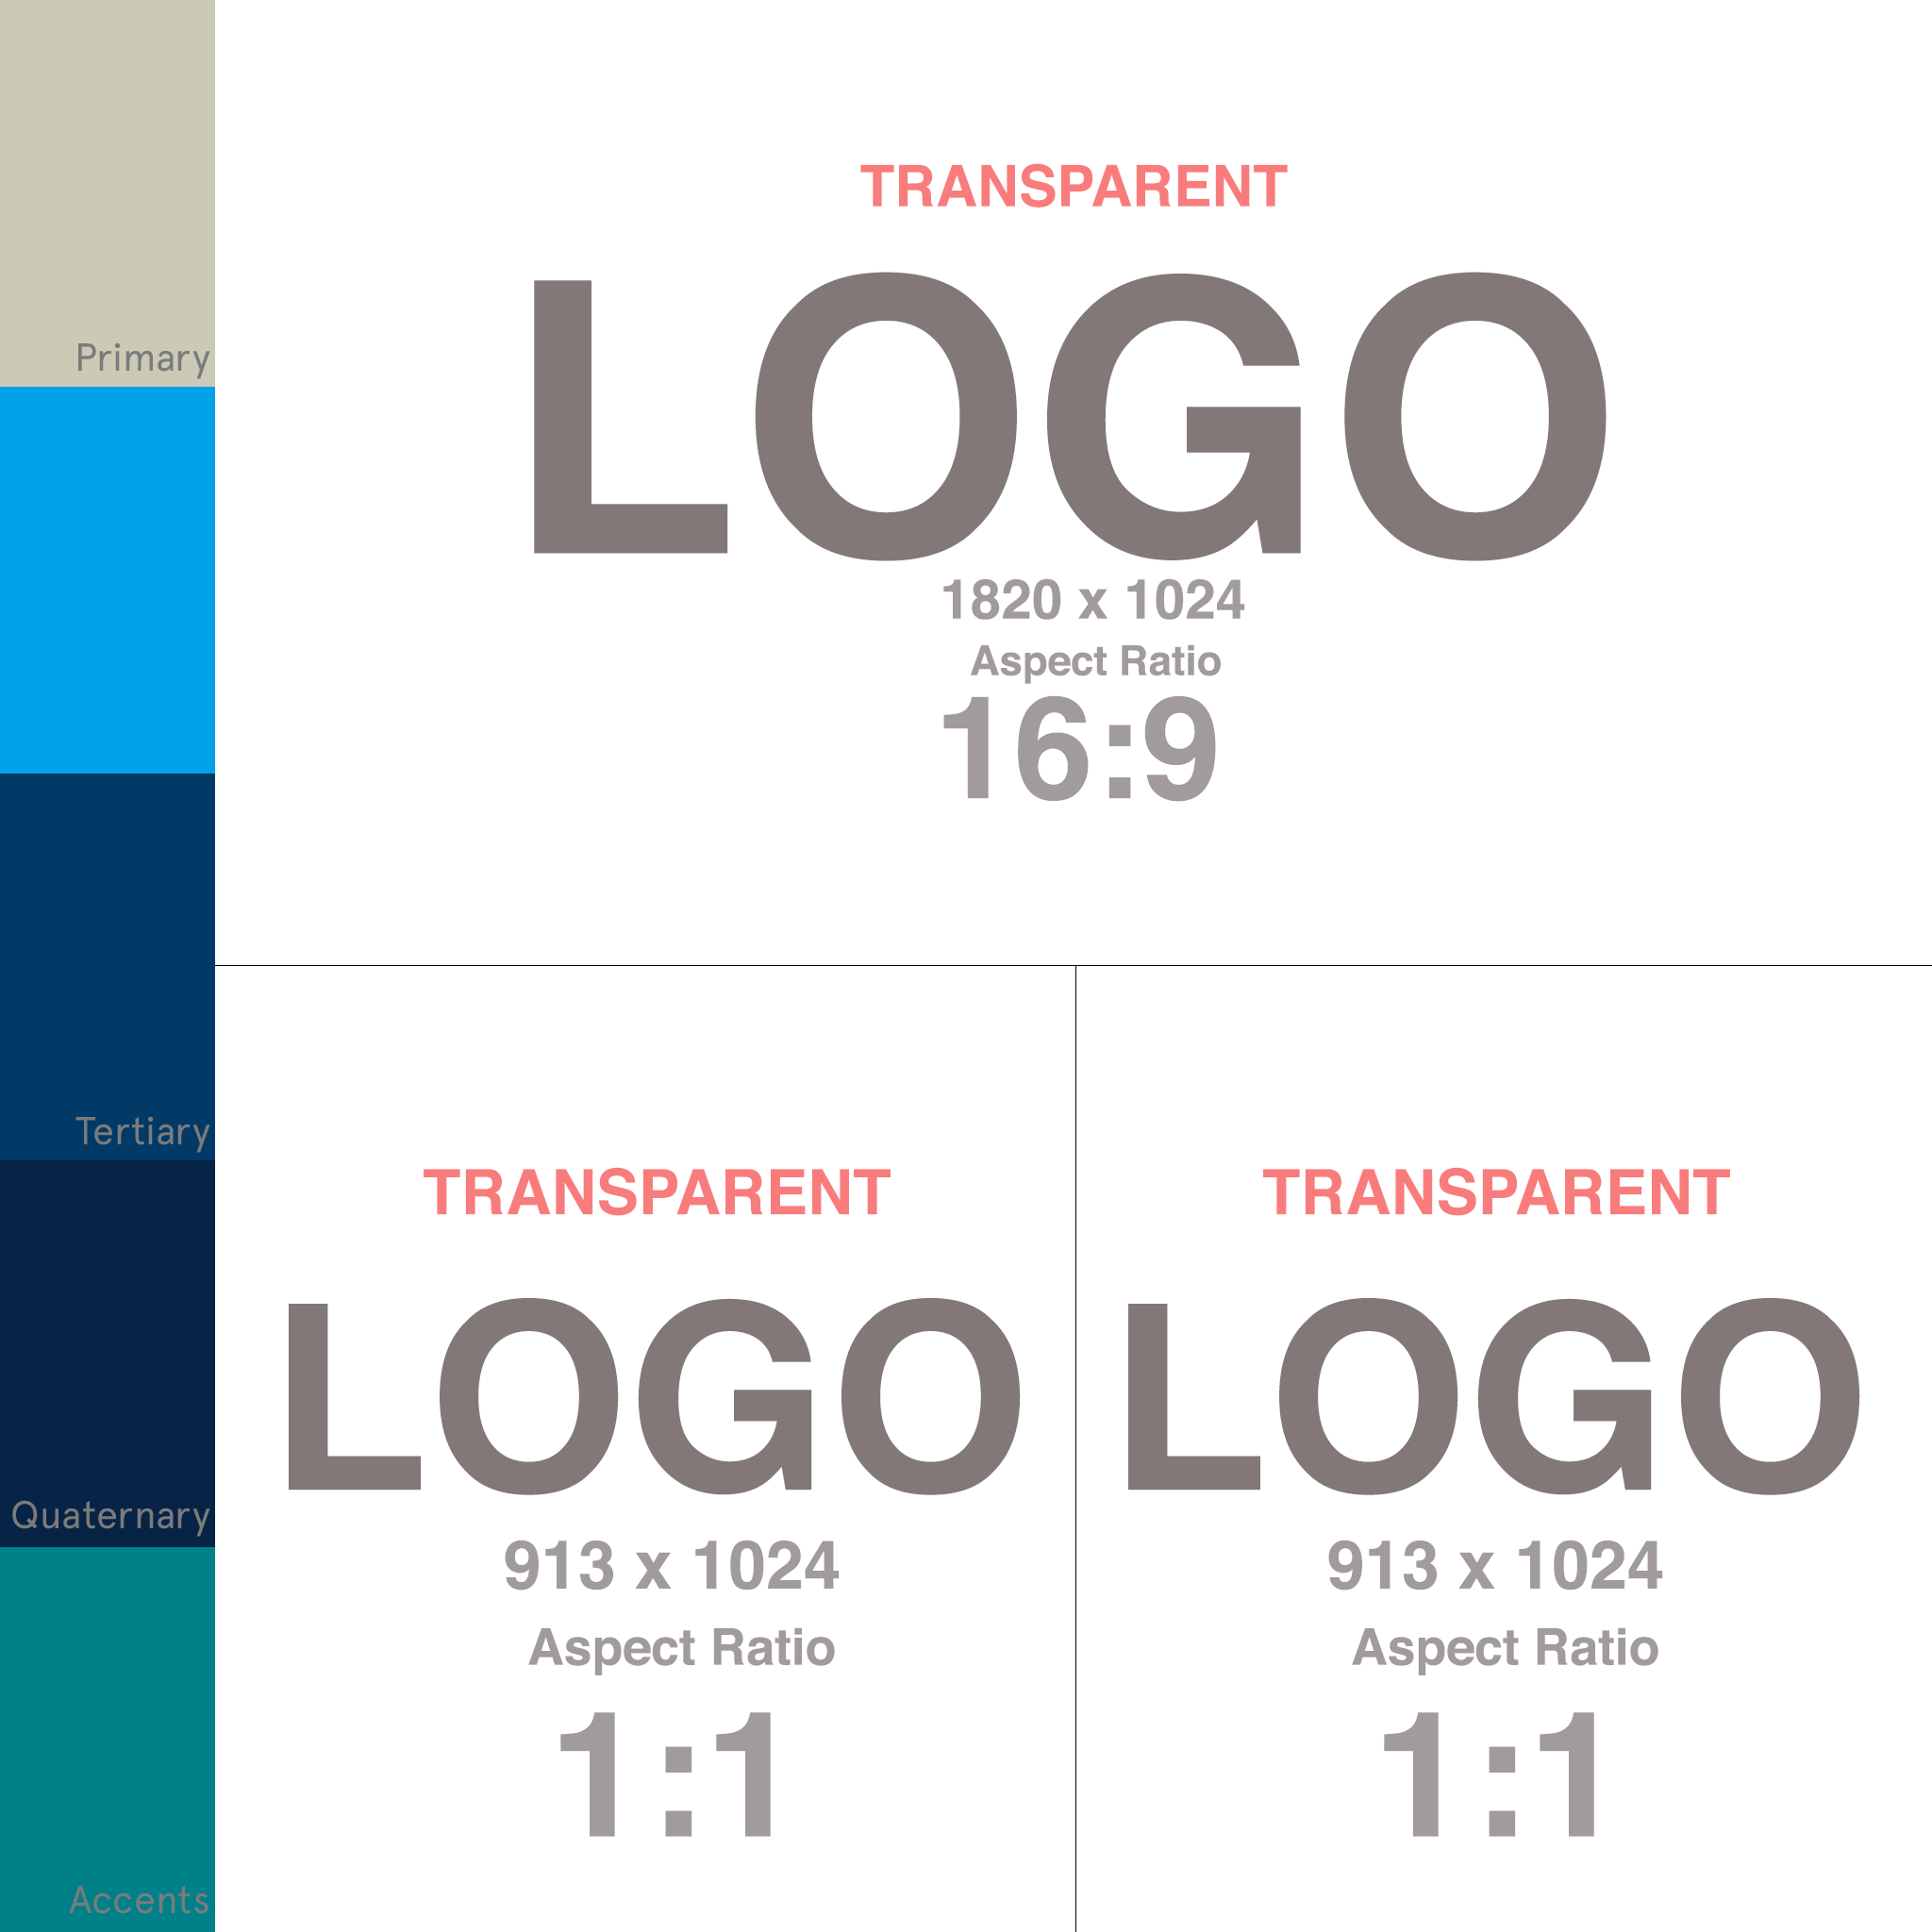 Primary
Tertiary
Quaternary
Accents
TRANSPARENT
LOGO
1820 x 1024
Aspect Ratio
16:9
TRANSPARENT
LOGO
913 x 1024
Aspect Ratio
1:1
TRANSPARENT
LOGO
913 x 1024
Aspect Ratio
1:1